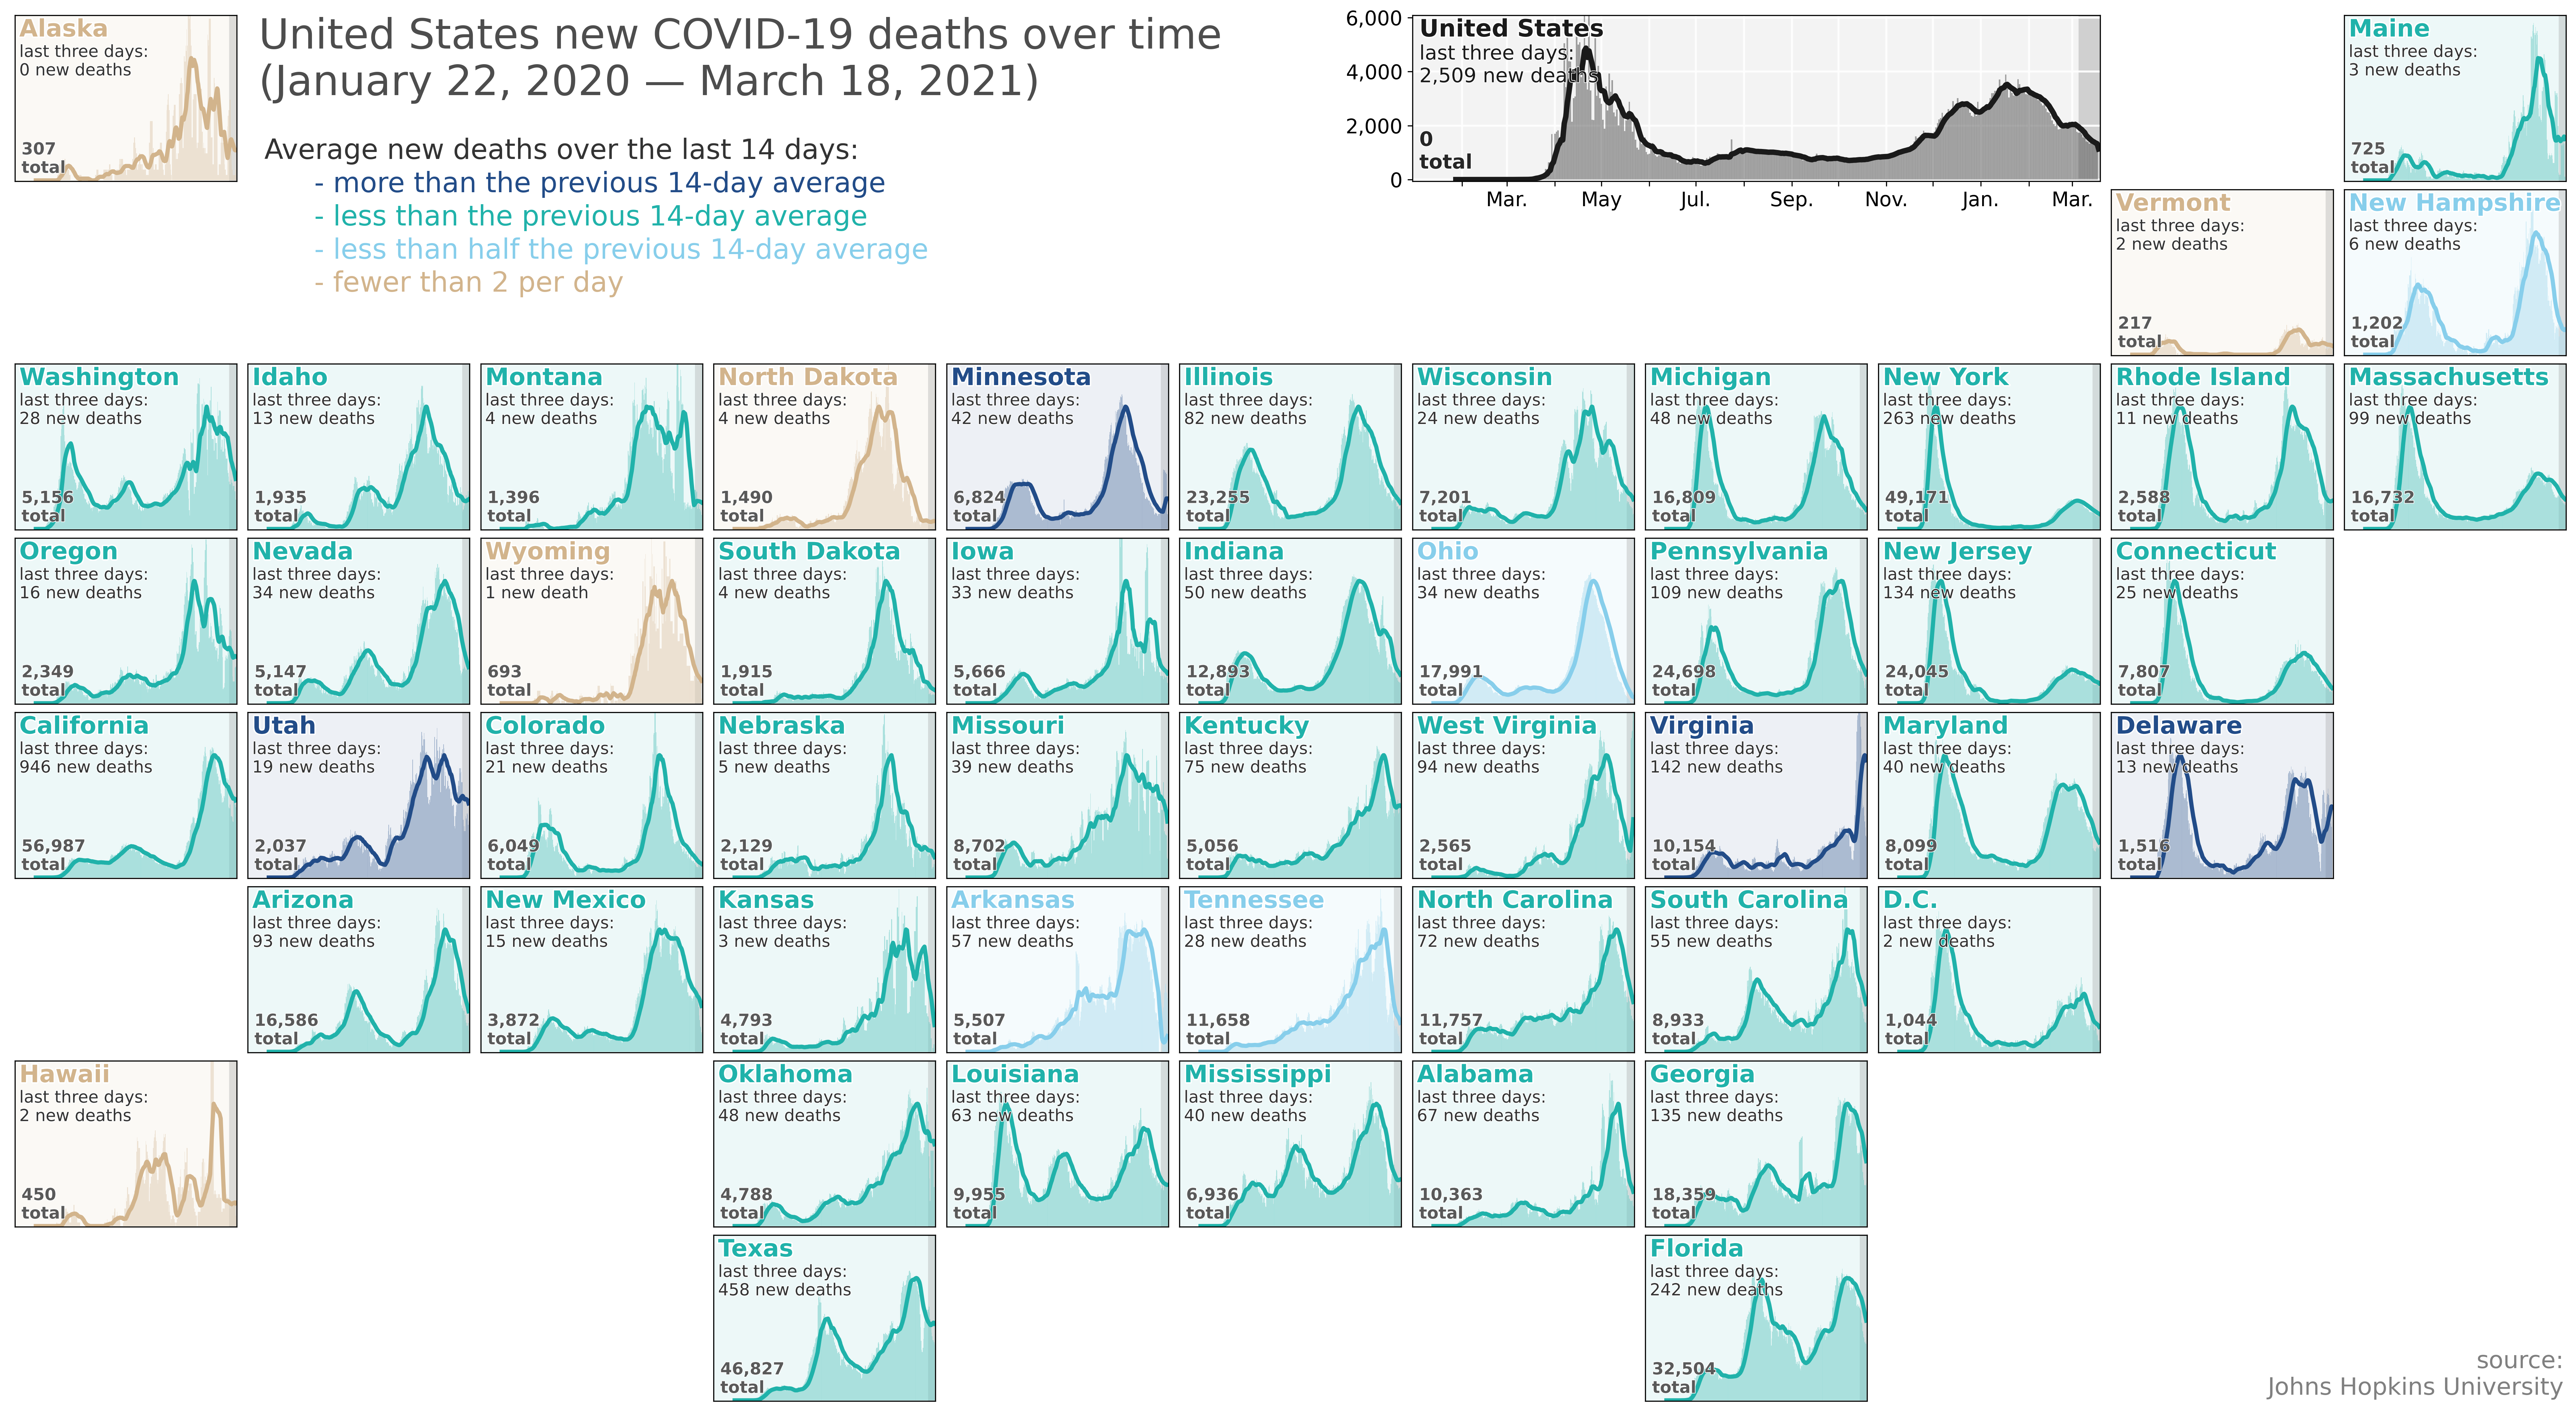 Alaska
last three days:
0 new deaths
307
total
United States new COVID-19 deaths over time
(January 22, 2020 — March 18, 2021)
Average new deaths over the last 14 days:
- more than the previous 14-day average
- less than the previous 14-day average
- less than half the previous 14-day average
- fewer than 2 per day
6,000
4,000
2,000
0
United States
last three days:
2,509 new deaths
0
total
Mar.
May
Jul.
Sep.
Nov.
Jan.
Mar.
Maine
last three days:
3 new deaths
725
total
Vermont
last three days:
2 new deaths
217
total
New Hampshire
last three days:
6 new deaths
1,202
total
Washington
last three days:
28 new deaths
5,156
total
Idaho
last three days:
13 new deaths
1,935
total
Montana
last three days:
4 new deaths
1,396
total
North Dakota
last three days:
4 new deaths
1,490
total
Minnesota
last three days:
42 new deaths
6,824
total
Illinois
last three days:
82 new deaths
23,255
total
Wisconsin
last three days:
24 new deaths
7,201
total
Michigan
last three days:
48 new deaths
16,809
total
New York
last three days:
263 new deaths
49,171
total
Rhode Island
last three days:
11 new deaths
2,588
total
Massachusetts
last three days:
99 new deaths
16,732
total
Oregon
last three days:
16 new deaths
2,349
total
Nevada
last three days:
34 new deaths
5,147
total
Wyoming
last three days:
1 new death
693
total
South Dakota
last three days:
4 new deaths
1,915
total
Iowa
last three days:
33 new deaths
5,666
total
Indiana
last three days:
50 new deaths
12,893
total
Ohio
last three days:
34 new deaths
17,991
total
Pennsylvania
last three days:
109 new deaths
24,698
total
New Jersey
last three days:
134 new deaths
24,045
total
Connecticut
last three days:
25 new deaths
7,807
total
California
last three days:
946 new deaths
56,987
total
Utah
last three days:
19 new deaths
2,037
total
Colorado
last three days:
21 new deaths
6,049
total
Nebraska
last three days:
5 new deaths
2,129
total
Missouri
last three days:
39 new deaths
8,702
total
Kentucky
last three days:
75 new deaths
5,056
total
West Virginia
last three days:
94 new deaths
2,565
total
Virginia
last three days:
142 new deaths
10,154
total
Maryland
last three days:
40 new deaths
8,099
total
Delaware
last three days:
13 new deaths
1,516
total
Arizona
last three days:
93 new deaths
16,586
total
New Mexico
last three days:
15 new deaths
3,872
total
Kansas
last three days:
3 new deaths
4,793
total
Arkansas
last three days:
57 new deaths
5,507
total
Tennessee
last three days:
28 new deaths
11,658
total
North Carolina
last three days:
72 new deaths
11,757
total
South Carolina
last three days:
55 new deaths
8,933
total
D.C.
last three days:
2 new deaths
1,044
total
Hawaii
last three days:
2 new deaths
450
total
Oklahoma
last three days:
48 new deaths
4,788
total
Louisiana
last three days:
63 new deaths
9,955
total
Mississippi
last three days:
40 new deaths
6,936
total
Alabama
last three days:
67 new deaths
10,363
total
Georgia
last three days:
135 new deaths
18,359
total
Texas
last three days:
458 new deaths
46,827
total
Florida
last three days:
242 new deaths
32,504
total
source:
Johns Hopkins University